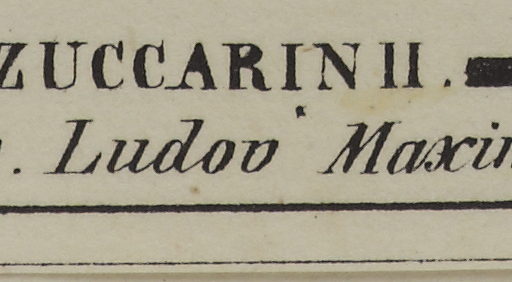 ZUCCARINII.
. Ludov Maxin